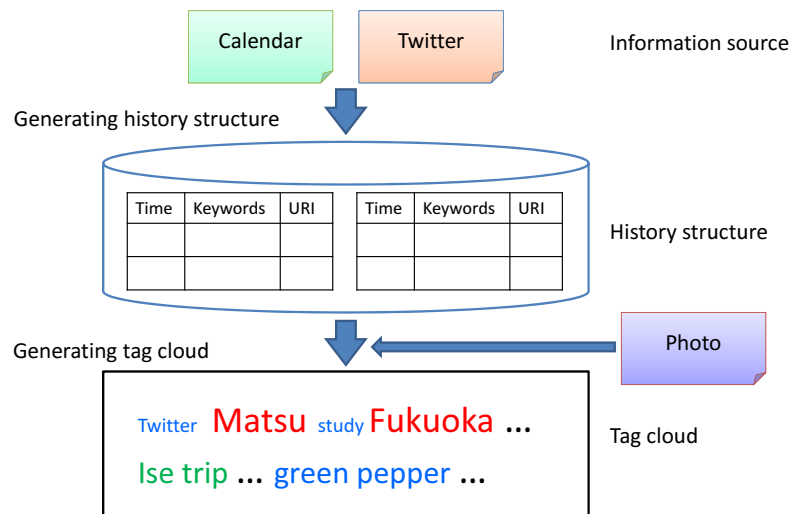 Calendar
Twitter
Information source
Generating history structure
Time Keywords URI
Time Keywords URI
History structure
Generating tag cloud
Photo
Twitter Matsu study Fukuoka ...
Tag cloud
Ise trip ... green pepper ...